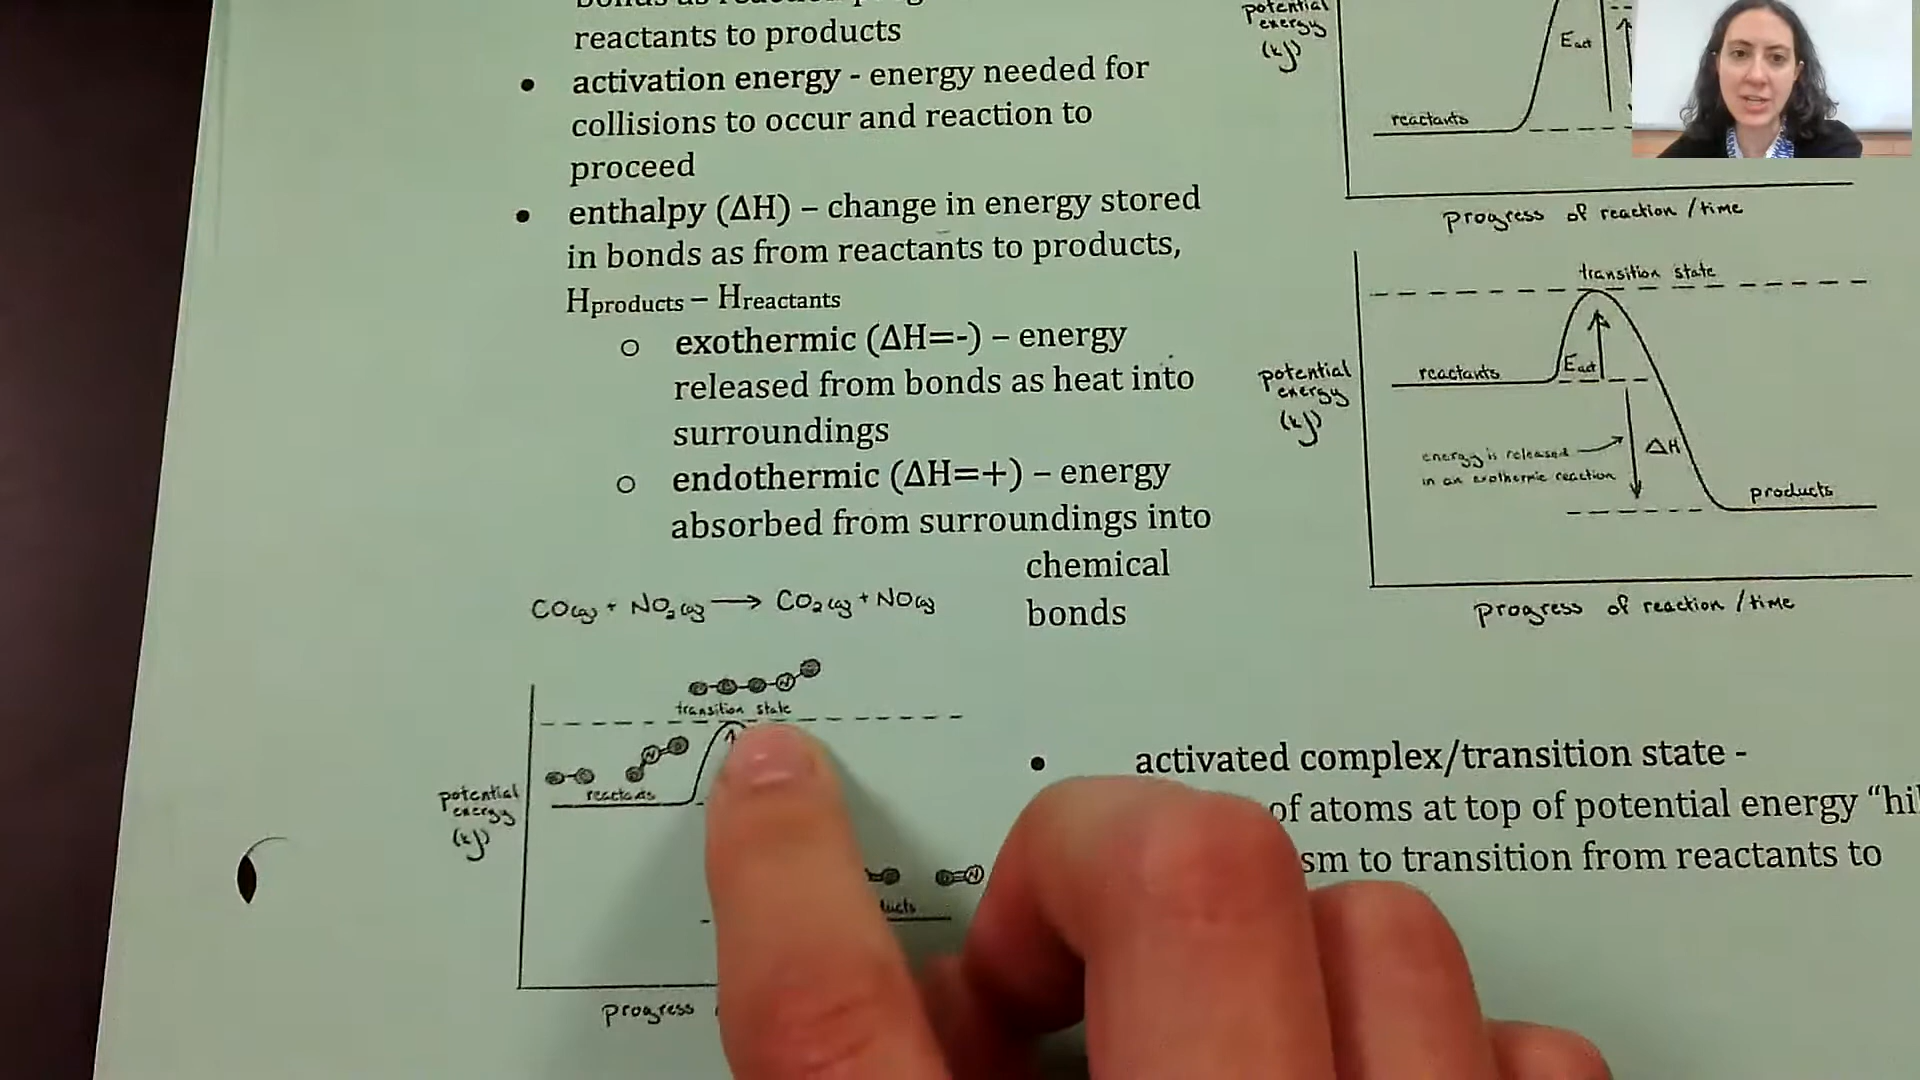 reactants to products
• activation energy - energy needed for
collisions to occur and reaction to
proceed
• enthalpy (ΔH) – change in energy stored
in bonds as from reactants to products,
Hproducts – Hreactants
o exothermic (ΔH=-) – energy
released from bonds as heat into
surroundings
o endothermic (ΔH=+) – energy
absorbed from surroundings into
chemical
bonds
CO(g) + NO₂(g) → CO₂(g) + NO(g)
N
transition state
N
reactants
potential
energy
(kJ)
N
Progress
potential
energy
(kJ)
Eact
reactants
Progress of reaction / time
transition state
reactants
Eact
potential
energy
(kJ)
energy is released
in an exothermic reaction
ΔH
products
Progress of reaction / time
• activated complex/transition state -
of atoms at top of potential energy
to transition from reactants to